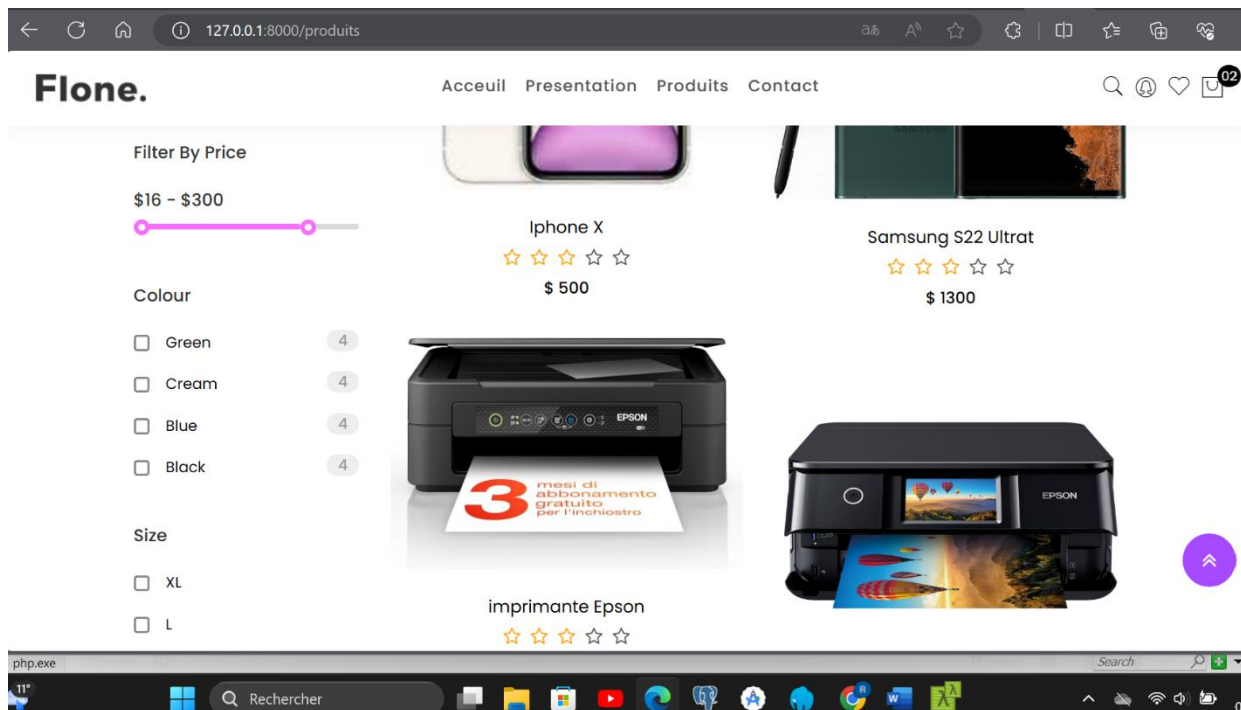 127.0.0.1:8000/produits
Flone.
Acceuil Presentation Produits Contact
02
Filter By Price
$16 - $300
Iphone X
$ 500
SAMSUNG
Samsung S22 Ultrat
$ 1300
Colour
Green 4
Cream 4
Blue 4
Black 4
Size
XL
L
EPSON
3 mesi di
abbonamento
gratuito
per l'inchiostro
imprimante Epson
EPSON
php.exe
Search
11°
Rechercher